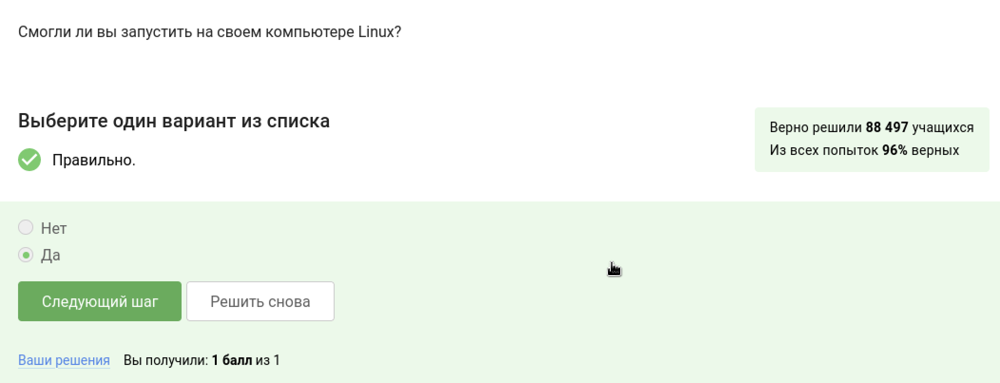 Смогли ли вы запустить на своем компьютере Linux?
Выберите один вариант из списка
Правильно.
Верно решили 88 497 учащихся
Из всех попыток 96% верных
Нет
Да
Следующий шаг
Решить снова
Ваши решения Вы получили: 1 балл из 1